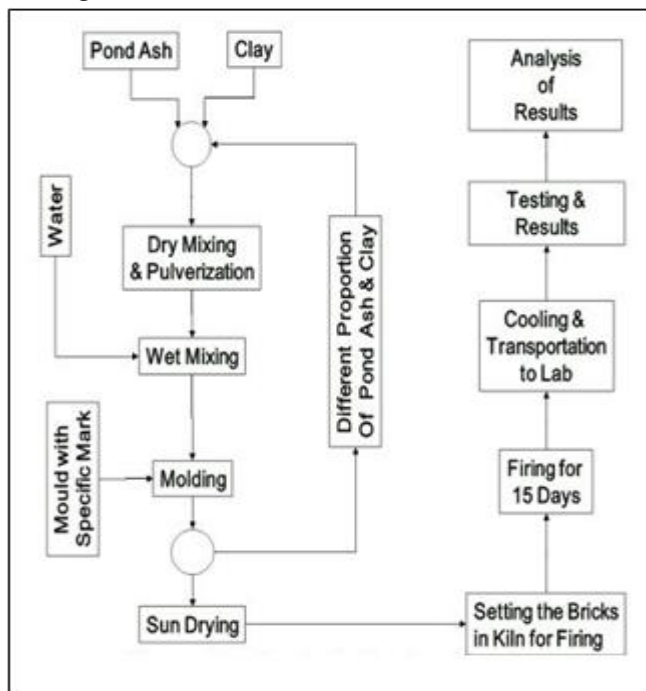 Pond Ash
Clay
Water
Dry Mixing
& Pulverization
Wet Mixing
Mould with
Specific Mark
Molding
Different Proportion
Of Pond Ash & Clay
Sun Drying
Setting the Bricks
in Kiln for Firing
Firing for
15 Days
Cooling &
Transportation
to Lab
Testing &
Results
Analysis
of
Results